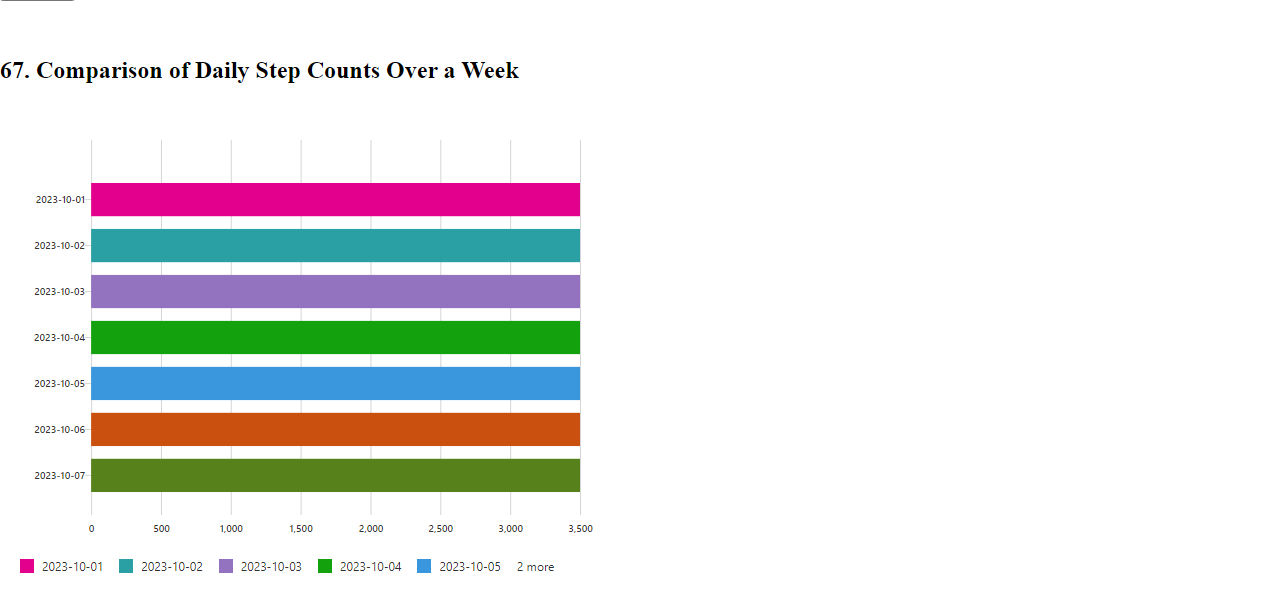 67. Comparison of Daily Step Counts Over a Week
2023-10-01
2023-10-02
2023-10-03
2023-10-04
2023-10-05
2023-10-06
2023-10-07
0 500 1,000 1,500 2,000 2,500 3,000 3,500
2023-10-01 2023-10-02 2023-10-03 2023-10-04 2023-10-05 2 more